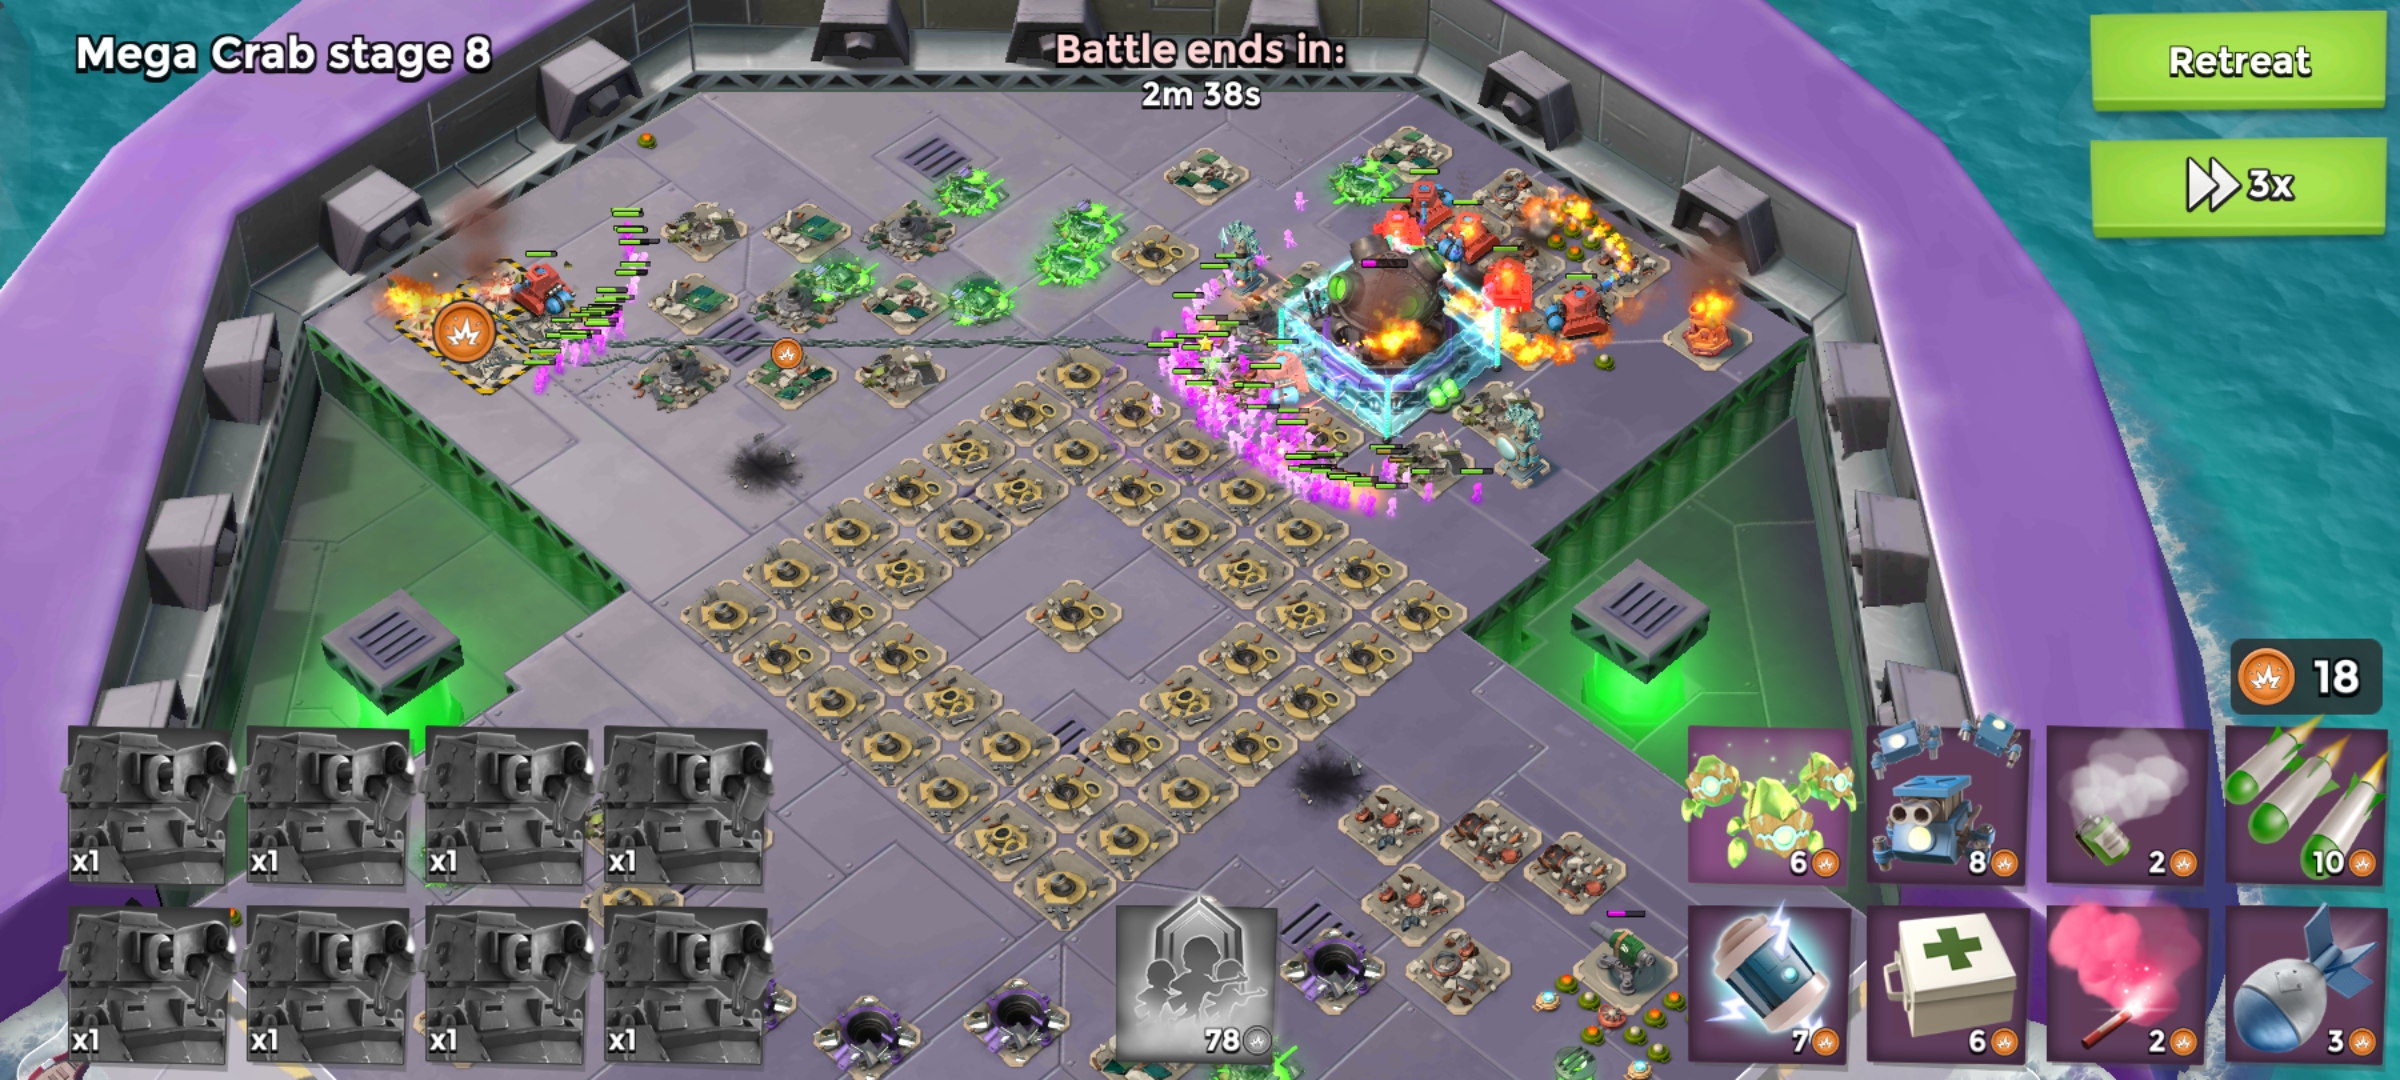 Mega Crab stage 8
Battle ends in:
2m 38s
Retreat
3x
18
x1
x1
x1
x1
6
8
2
10
x1
x1
x1
x1
78
7
6
2
3